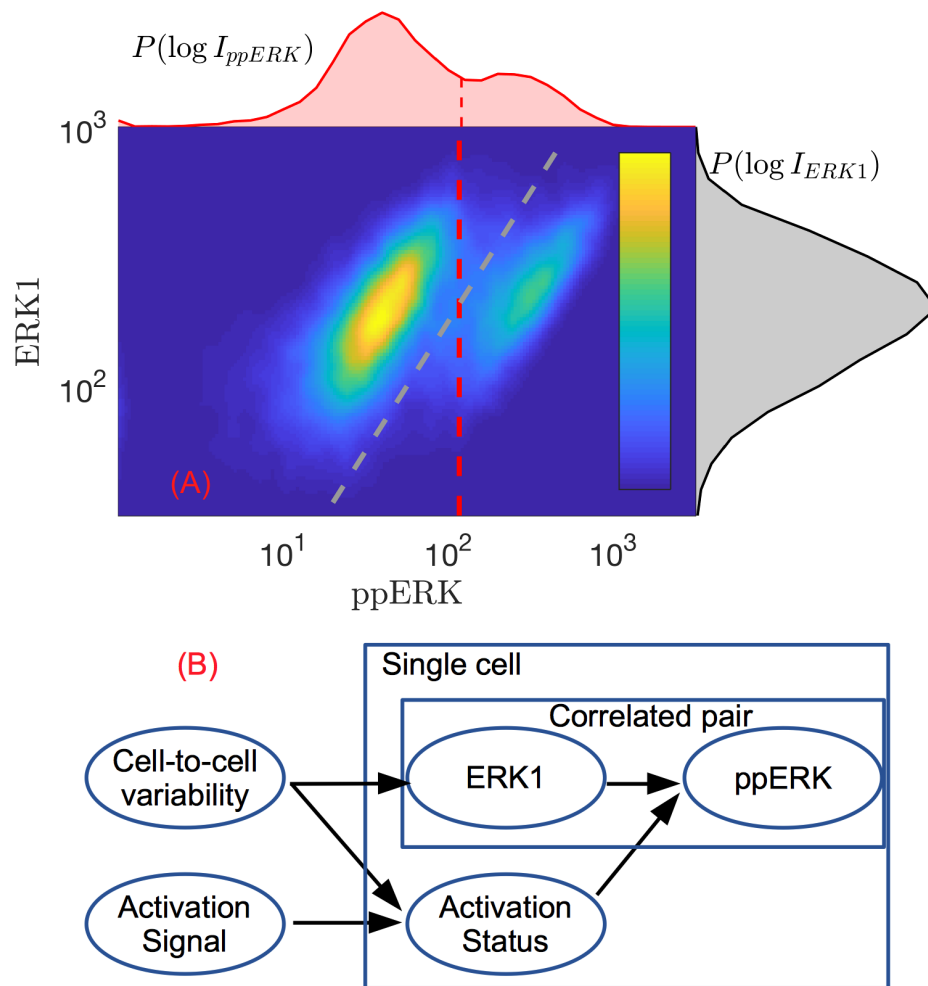 P(log I_ppERK)
10^3
P(log I_ERK1)
ERK1
10^2
(A)
10^1 10^2 10^3
ppERK
(B)
Single cell
Correlated pair
Cell-to-cell
variability
ERK1
ppERK
Activation
Signal
Activation
Status